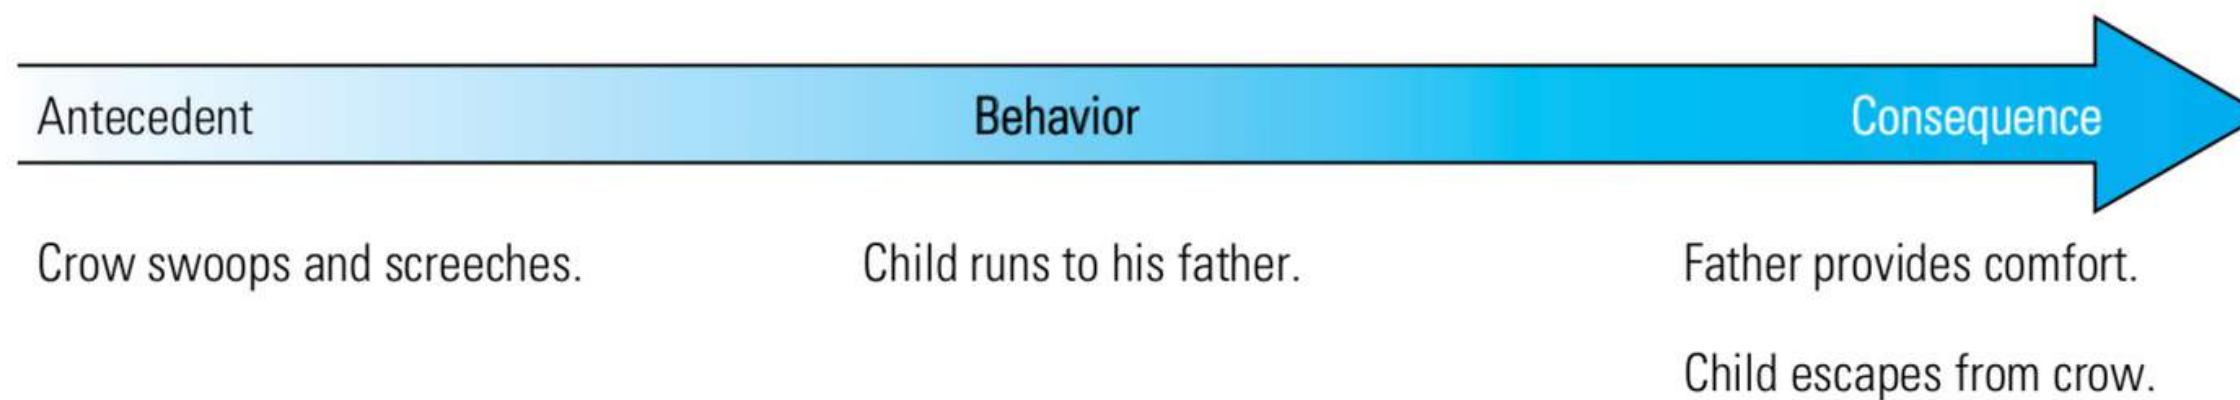 Antecedent Behavior Consequence
Crow swoops and screeches. Child runs to his father. Father provides comfort.
Child escapes from crow.